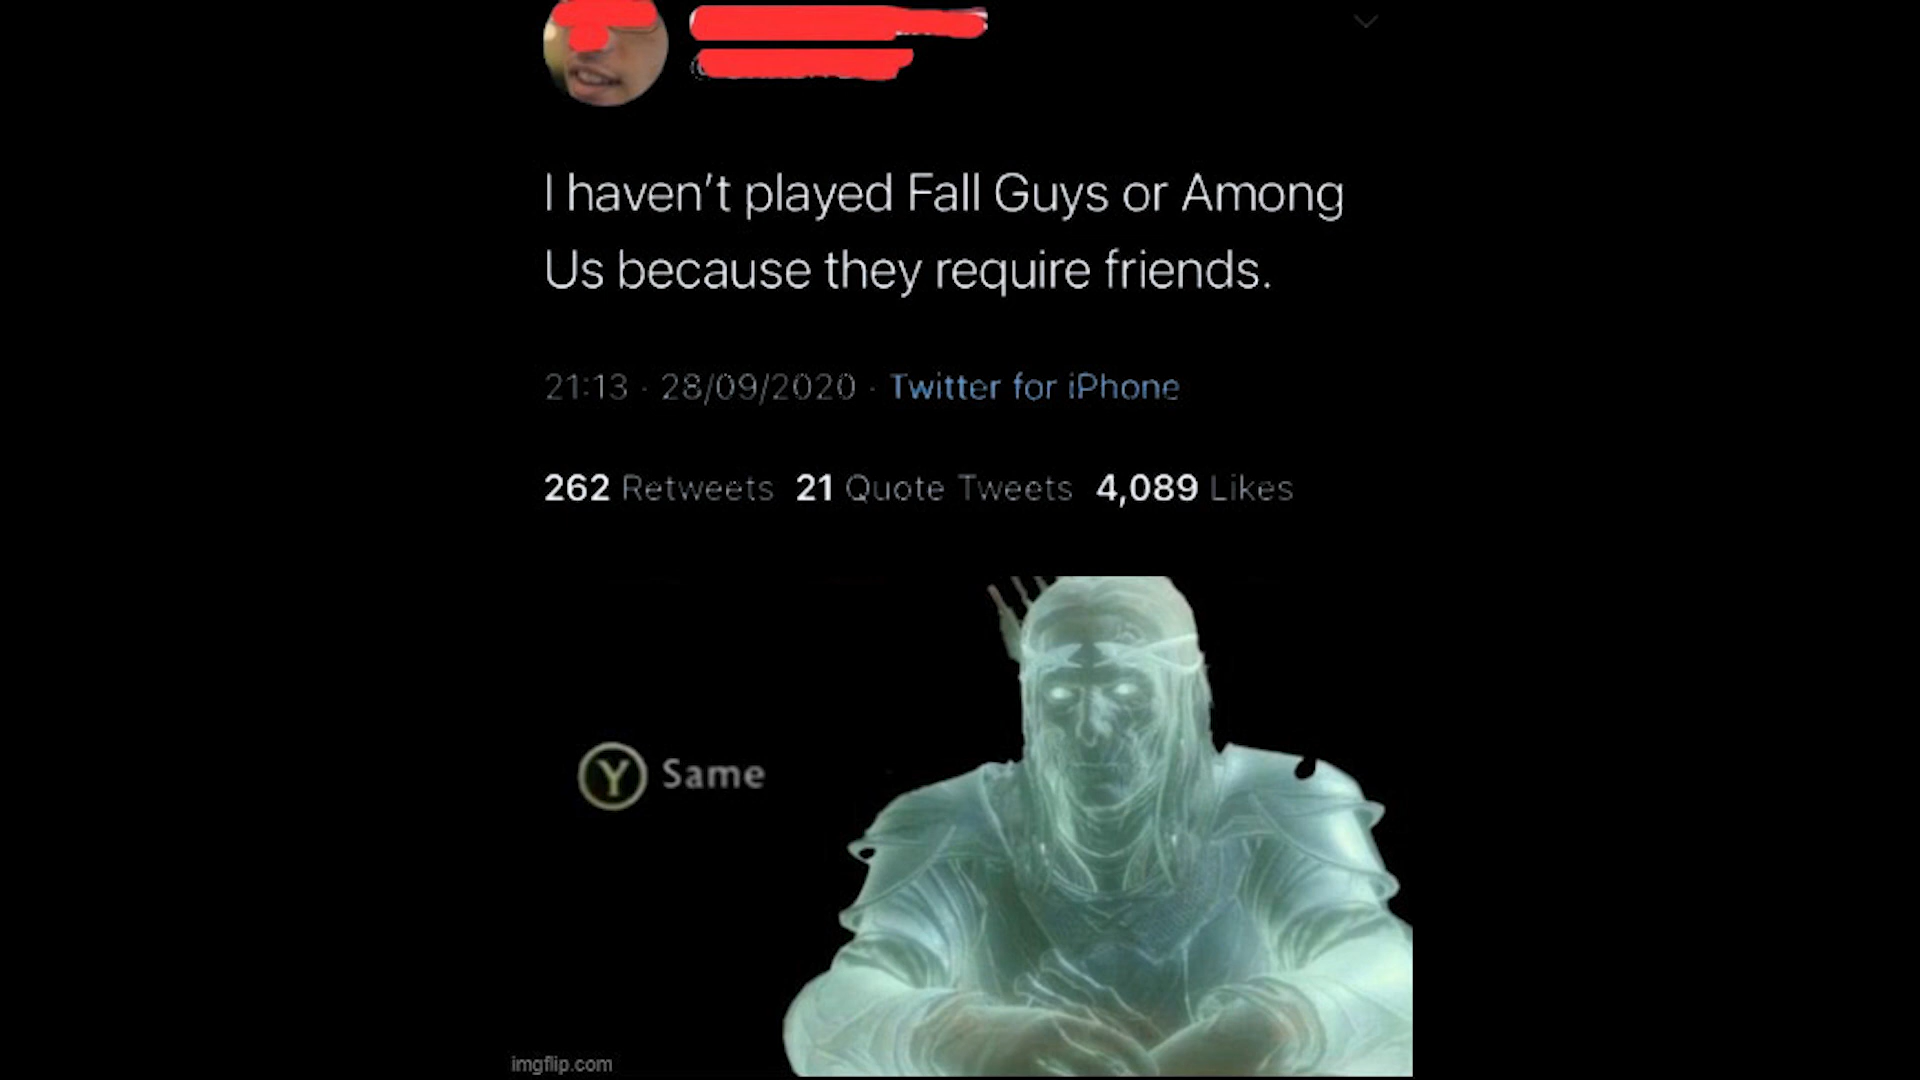 I haven't played Fall Guys or Among
Us because they require friends.
21:13 · 28/09/2020 · Twitter for iPhone
262 Retweets 21 Quote Tweets 4,089 Likes
Y Same
imgflip.com